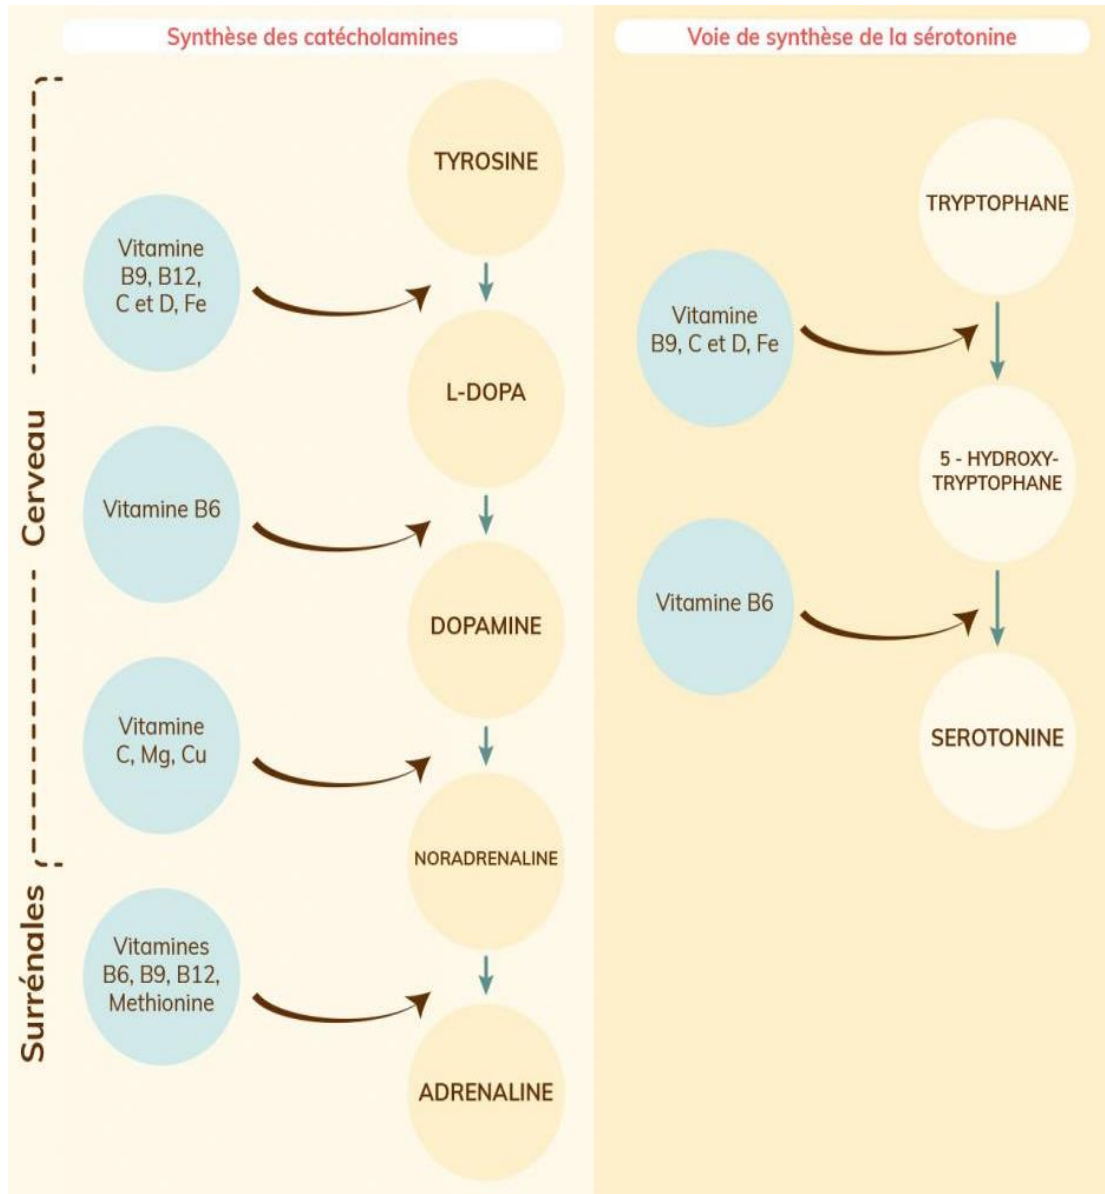 Synthèse des catécholamines
Cerveau
Surrénales
TYROSINE
Vitamine
B9, B12,
C et D, Fe
L-DOPA
Vitamine B6
DOPAMINE
Vitamine
C, Mg, Cu
NORADRENALINE
Vitamines
B6, B9, B12,
Methionine
ADRENALINE
Voie de synthèse de la sérotonine
TRYPTOPHANE
Vitamine
B9, C et D, Fe
5 - HYDROXY-
TRYPTOPHANE
Vitamine B6
SEROTONINE